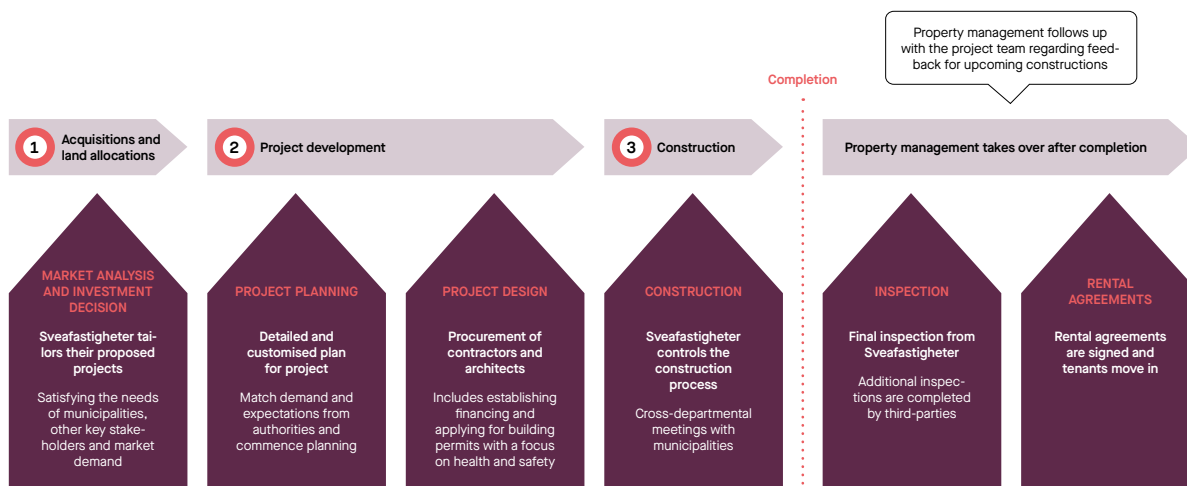 Property management follows up
with the project team regarding feed-
back for upcoming constructions
Completion
1
Acquisitions and
land allocations
2
Project development
3
Construction
Property management takes over after completion
MARKET ANALYSIS
AND INVESTMENT
DECISION
Sveafastigheter tai-
lors their proposed
projects
Satisfying the needs
of municipalities,
other key stake-
holders and market
demand
PROJECT PLANNING
Detailed and
customised plan
for project
Match demand and
expectations from
authorities and
commence planning
PROJECT DESIGN
Procurement of
contractors and
architects
Includes establishing
financing and
applying for building
permits with a focus
on health and safety
CONSTRUCTION
Sveafastigheter
controls the
construction
process
Cross-departmental
meetings with
municipalities
INSPECTION
Final inspection from
Sveafastigheter
Additional inspec-
tions are completed
by third-parties
RENTAL
AGREEMENTS
Rental agreements
are signed and
tenants move in